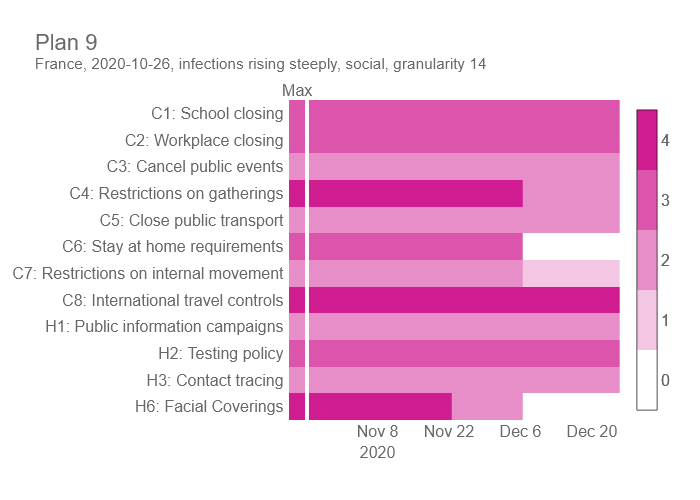 Plan 9
France, 2020-10-26, infections rising steeply, social, granularity 14
Max
C1: School closing
C2: Workplace closing
C3: Cancel public events
C4: Restrictions on gatherings
C5: Close public transport
C6: Stay at home requirements
C7: Restrictions on internal movement
C8: International travel controls
H1: Public information campaigns
H2: Testing policy
H3: Contact tracing
H6: Facial Coverings
Nov 8 Nov 22 Dec 6 Dec 20
2020
4
3
2
1
0